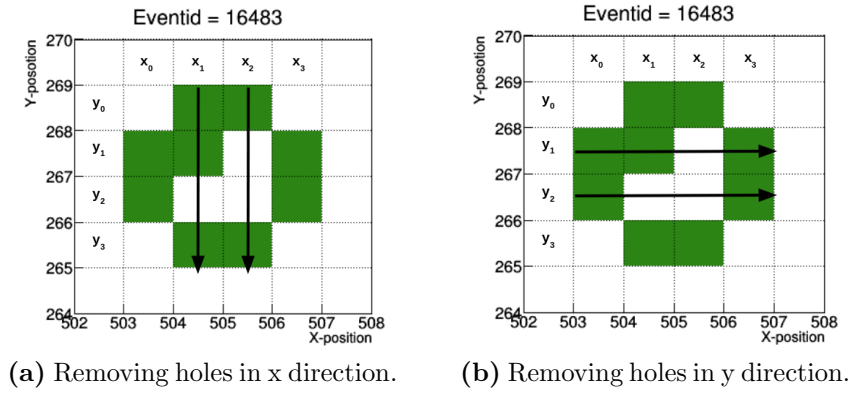 Eventid = 16483
270
269
268
267
266
265
264
Y-posotion
x0 x1 x2 x3
y0
y1
y2
y3
502 503 504 505 506 507 508
X-position
(a) Removing holes in x direction.
Eventid = 16483
270
269
268
267
266
265
264
Y-posotion
x0 x1 x2 x3
y0
y1
y2
y3
502 503 504 505 506 507 508
X-position
(b) Removing holes in y direction.